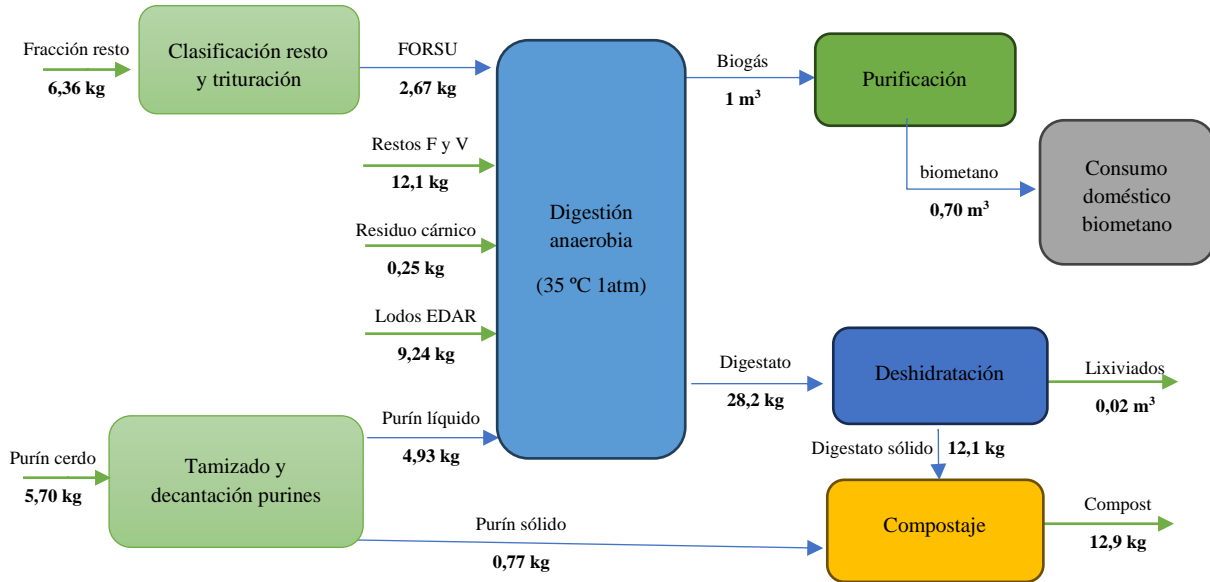 Fracción resto
6,36 kg
Clasificación resto
y trituración
FORSU
2,67 kg
Restos F y V
12,1 kg
Residuo cárnico
0,25 kg
Lodos EDAR
9,24 kg
Purín líquido
4,93 kg
Purín cerdo
5,70 kg
Tamizado y
decantación purines
Purín sólido
0,77 kg
Digestión
anaerobia
(35 ºC 1atm)
Biogás
1 m³
Purificación
biometano
0,70 m³
Consumo
doméstico
biometano
Digestato
28,2 kg
Deshidratación
Lixiviados
0,02 m³
Digestato sólido
12,1 kg
Compostaje
Compost
12,9 kg